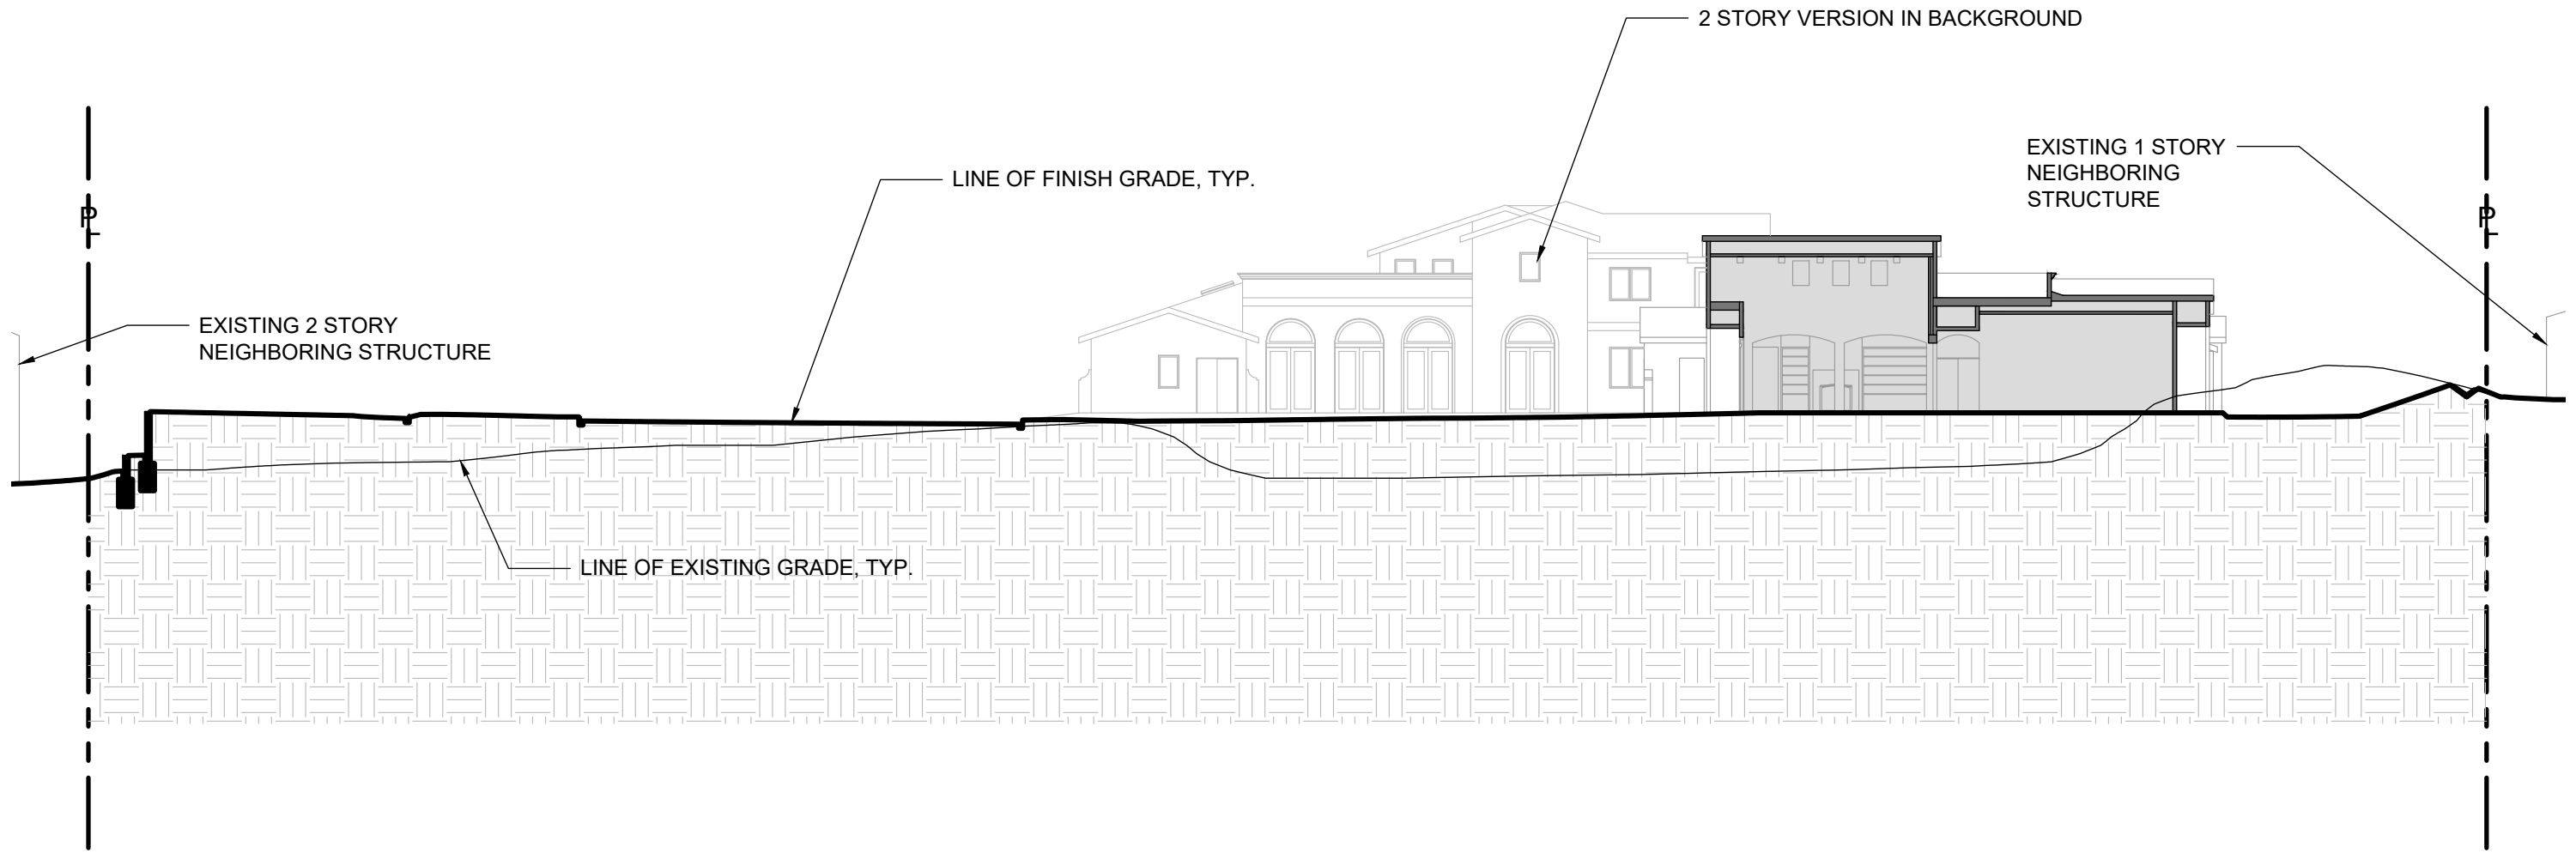 2 STORY VERSION IN BACKGROUND
EXISTING 1 STORY
NEIGHBORING
STRUCTURE
LINE OF FINISH GRADE, TYP.
PL
PL
EXISTING 2 STORY
NEIGHBORING STRUCTURE
LINE OF EXISTING GRADE, TYP.